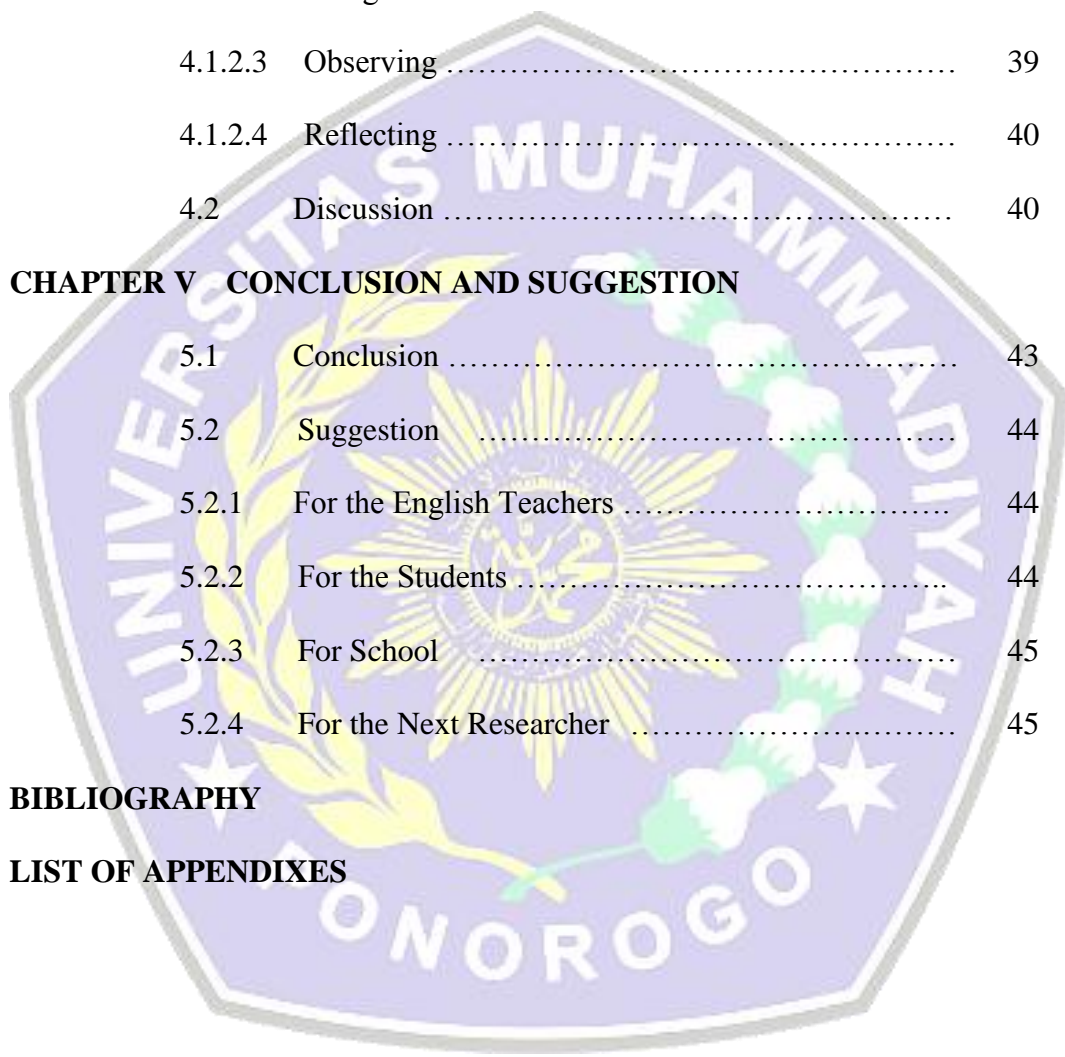 4.1.2.3 Observing ……………………………………………… 39
4.1.2.4 Reflecting ……………………………………………… 40
4.2 Discussion ……………………………………………… 40
CHAPTER V CONCLUSION AND SUGGESTION
5.1 Conclusion ……………………………………………… 43
5.2 Suggestion ……………………………………………… 44
5.2.1 For the English Teachers ………………………….. 44
5.2.2 For the Students …………………………………….. 44
5.2.3 For School ……………………………………………… 45
5.2.4 For the Next Researcher ………………….……… 45
BIBLIOGRAPHY
LIST OF APPENDIXES
UNIVERSITAS MUHAMMADIYAH
PONOROGO